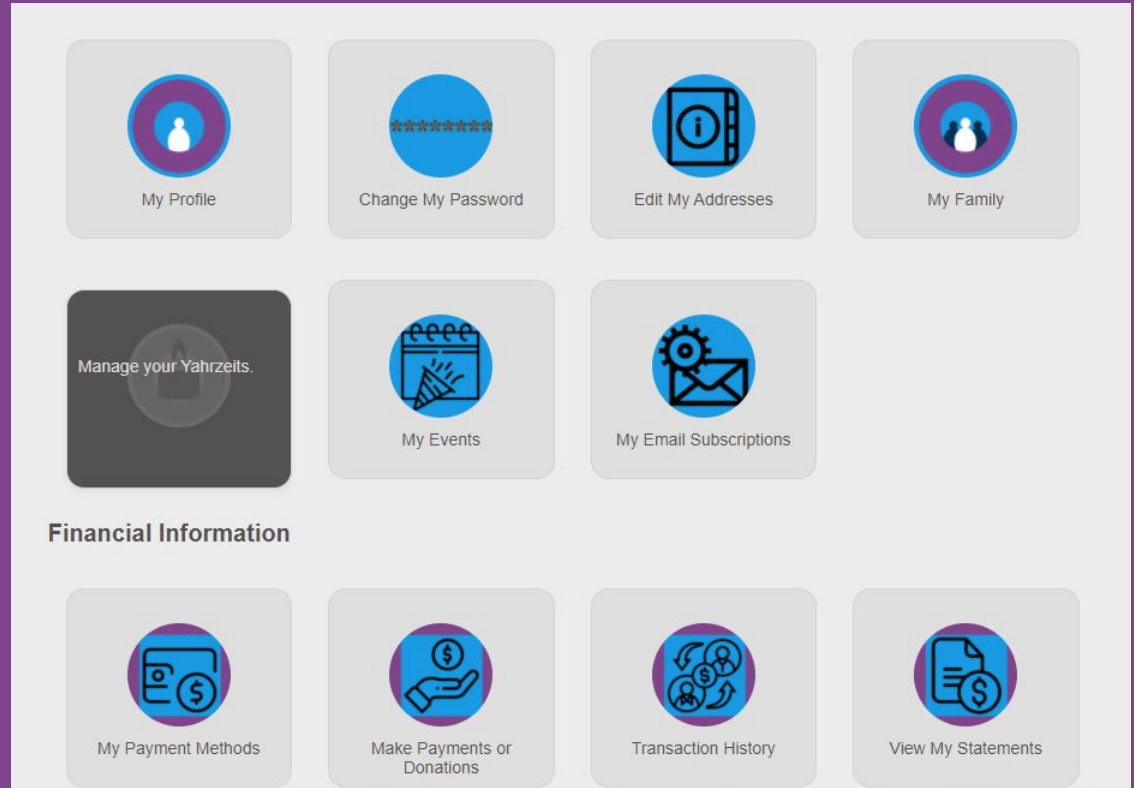 My Profile
********
Change My Password
i
Edit My Addresses
My Family
Manage your Yahrzeits.
My Events
My Email Subscriptions
Financial Information
$
My Payment Methods
$
Make Payments or
Donations
$
Transaction History
$
View My Statements